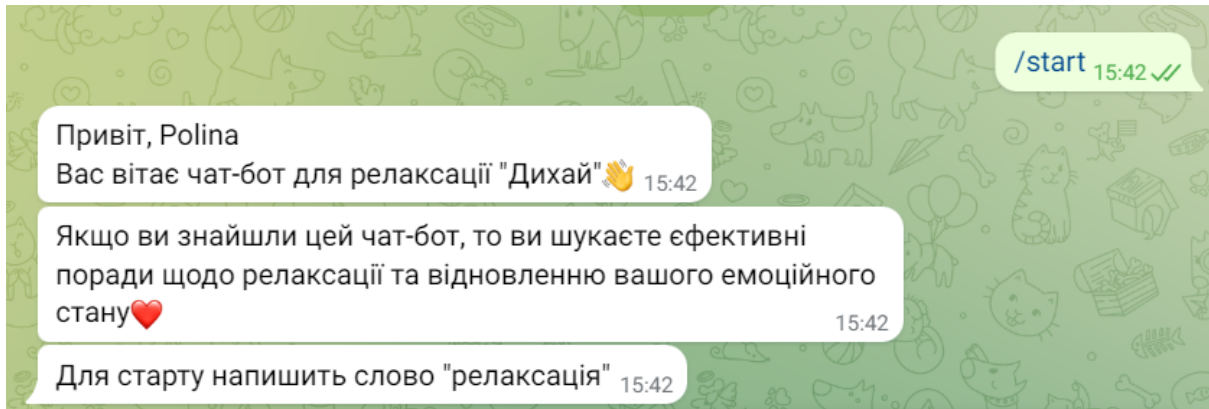 /start 15:42
Привіт, Polina
Вас вітає чат-бот для релаксації "Дихай"👋 15:42
Якщо ви знайшли цей чат-бот, то ви шукаєте єфективні
поради щодо релаксації та відновленню вашого емоційного
стану❤️
15:42
Для старту напишить слово "релаксація" 15:42